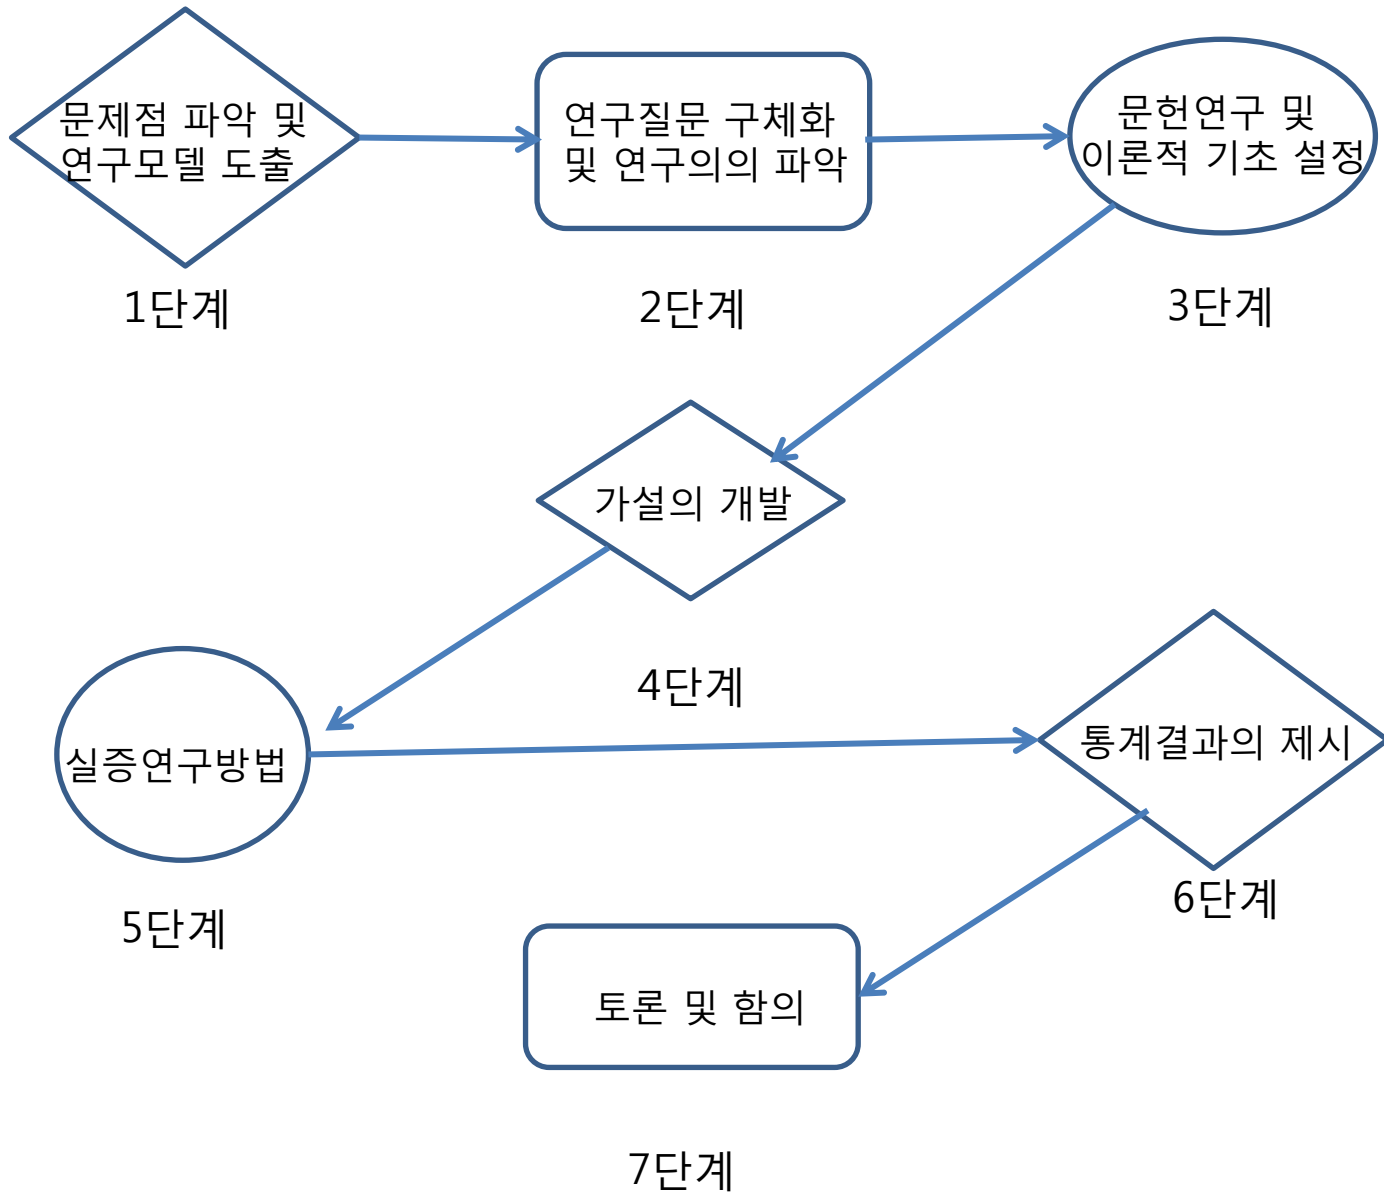 문제점 파악 및
연구모델 도출
1단계
연구질문 구체화
및 연구의의 파악
2단계
문헌연구 및
이론적 기초 설정
3단계
가설의 개발
4단계
실증연구방법
5단계
통계결과의 제시
6단계
토론 및 함의
7단계